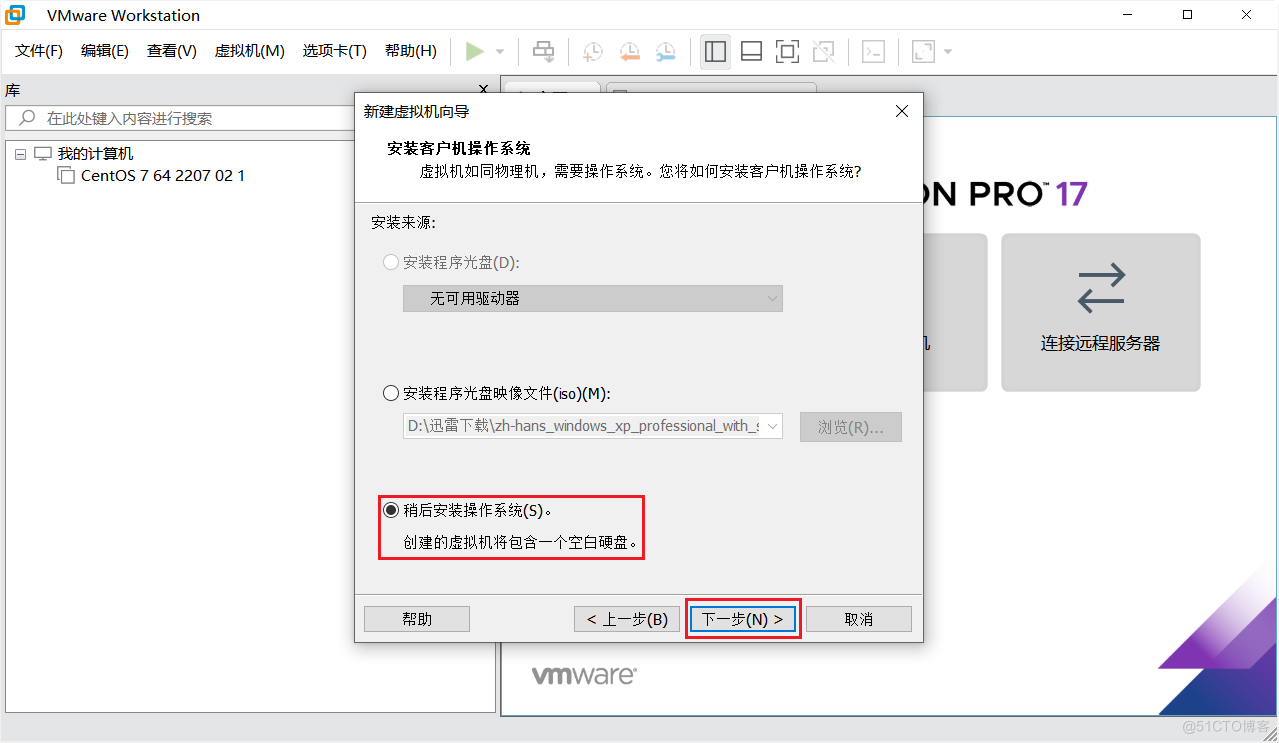 VMware Workstation
文件(F) 编辑(E) 查看(V) 虚拟机(M) 选项卡(T) 帮助(H)
库
在此处键入内容进行搜索
我的计算机
CentOS 7 64 2207 02 1
新建虚拟机向导
安装客户机操作系统
虚拟机如同物理机，需要操作系统。您将如何安装客户机操作系统?
安装来源:
安装程序光盘(D):
无可用驱动器
安装程序光盘映像文件(iso)(M):
D:\迅雷下载\zh-hans_windows_xp_professional_with_s
浏览(R)...
稍后安装操作系统(S)。
创建的虚拟机将包含一个空白硬盘。
帮助
< 上一步(B)
下一步(N) >
取消
ON PRO™ 17
连接远程服务器
vmware®
@51CTO博客